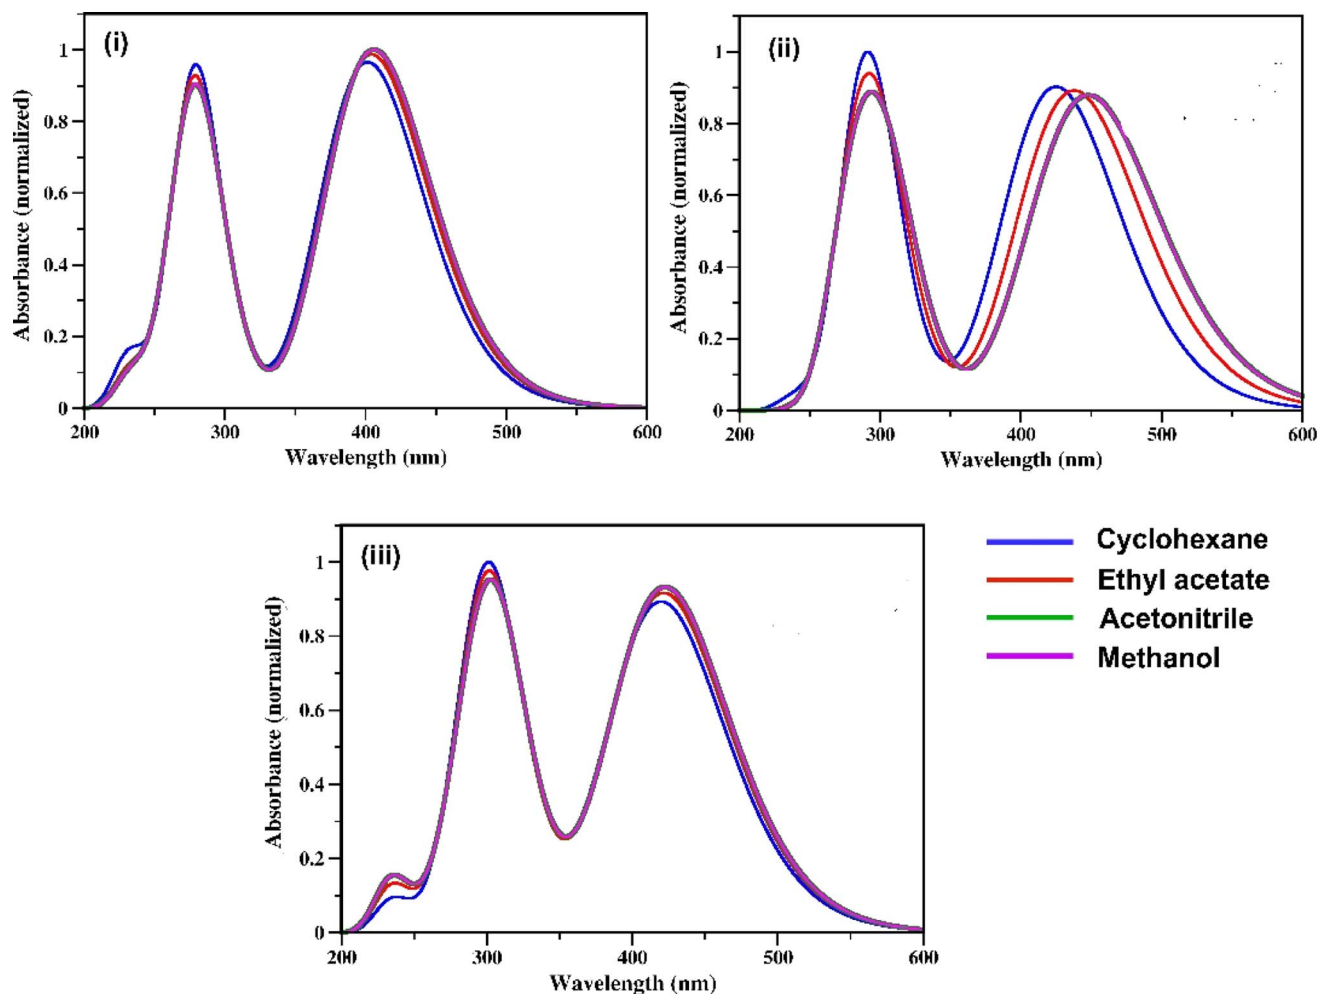 (i)
Absorbance (normalized)
1
0.8
0.6
0.4
0.2
0
200
300
400
500
600
Wavelength (nm)
(ii)
Absorbance (normalized)
1
0.8
0.6
0.4
0.2
0
200
300
400
500
600
Wavelength (nm)
(iii)
Absorbance (normalized)
1
0.8
0.6
0.4
0.2
0
200
300
400
500
600
Wavelength (nm)
Cyclohexane
Ethyl acetate
Acetonitrile
Methanol